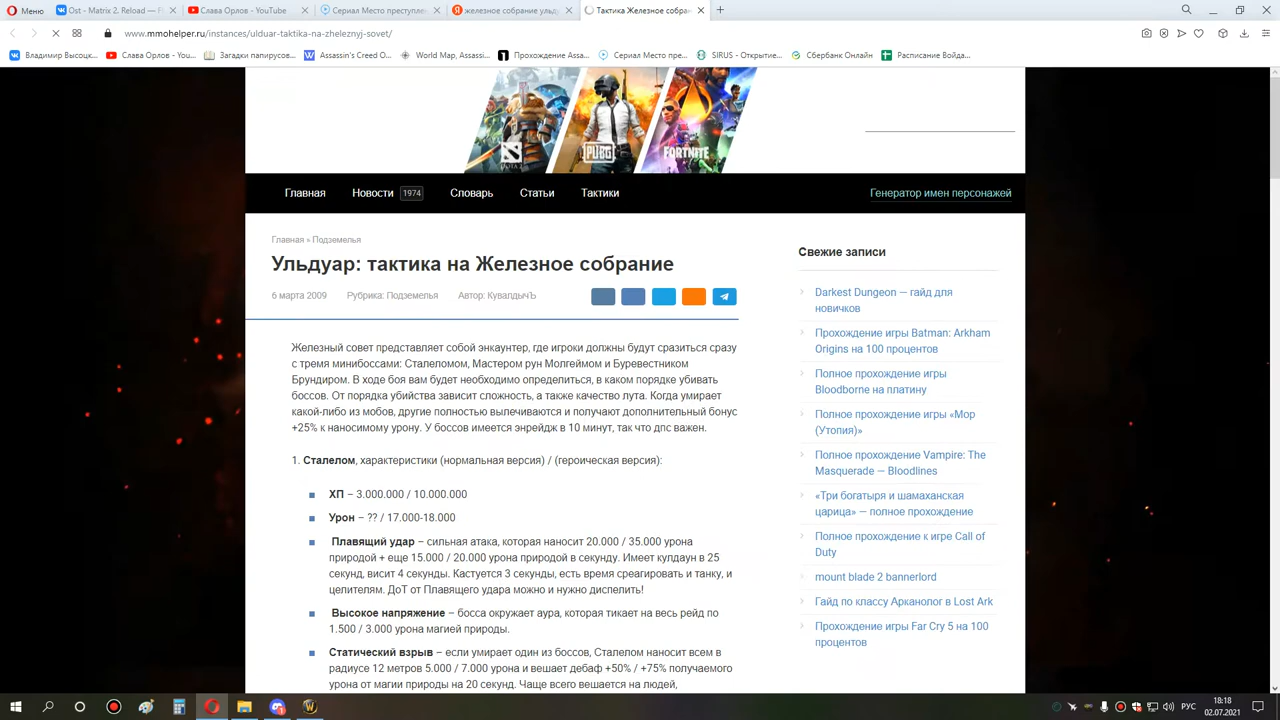 Меню
Ost - Matrix 2, Reload — F
Слава Орлов - YouTube
Сериал Место преступлен
железное собрание ульду
Тактика Железное собран
www.mmohelper.ru/instances/ulduar-taktika-na-zheleznyj-sovet/
Владимир Высоцк...
Слава Орлов - You...
Загадки папирусов...
Assassin's Creed O...
World Map, Assassi...
Прохождение Assa...
Сериал Место пре...
SIRUS - Открытие...
Сбербанк Онлайн
Расписание Войда...
DOTA 2
PUBG
FORTNITE
Главная
Новости 1974
Словарь
Статьи
Тактики
Генератор имен персонажей
Главная » Подземелья
Ульдуар: тактика на Железное собрание
6 марта 2009 Рубрика: Подземелья Автор: КувалдычЪ
Железный совет представляет собой энкаунтер, где игроки должны будут сразиться сразу
с тремя минибоссами: Сталеломом, Мастером рун Молгеймом и Буревестником
Брундиром. В ходе боя вам будет необходимо определиться, в каком порядке убивать
боссов. От порядка убийства зависит сложность, а также качество лута. Когда умирает
какой-либо из мобов, другие полностью вылечиваются и получают дополнительный бонус
+25% к наносимому урону. У боссов имеется энрейдж в 10 минут, так что дпс важен.
1. Сталелом, характеристики (нормальная версия) / (героическая версия):
ХП – 3.000.000 / 10.000.000
Урон – ?? / 17.000-18.000
Плавящий удар – сильная атака, которая наносит 20.000 / 35.000 урона
природой + еще 15.000 / 20.000 урона природой в секунду. Имеет кулдаун в 25
секунд, висит 4 секунды. Кастуется 3 секунды, есть время среагировать и танку, и
целителям. ДоТ от Плавящего удара можно и нужно диспелить!
Высокое напряжение – босса окружает аура, которая тикает на весь рейд по
1.500 / 3.000 урона магией природы.
Статический взрыв – если умирает один из боссов, Сталелом наносит всем в
радиусе 12 метров 5.000 / 7.000 урона и вешает дебаф +50% / +75% получаемого
урона от магии природы на 20 секунд. Чаще всего вешается на людей,
Свежие записи
Darkest Dungeon — гайд для
новичков
Прохождение игры Batman: Arkham
Origins на 100 процентов
Полное прохождение игры
Bloodborne на платину
Полное прохождение игры «Мор
(Утопия)»
Полное прохождение Vampire: The
Masquerade — Bloodlines
«Три богатыря и шамаханская
царица» — полное прохождение
Полное прохождение к игре Call of
Duty
mount blade 2 bannerlord
Гайд по классу Арканолог в Lost Ark
Прохождение игры Far Cry 5 на 100
процентов
РУС
18:18
02.07.2021